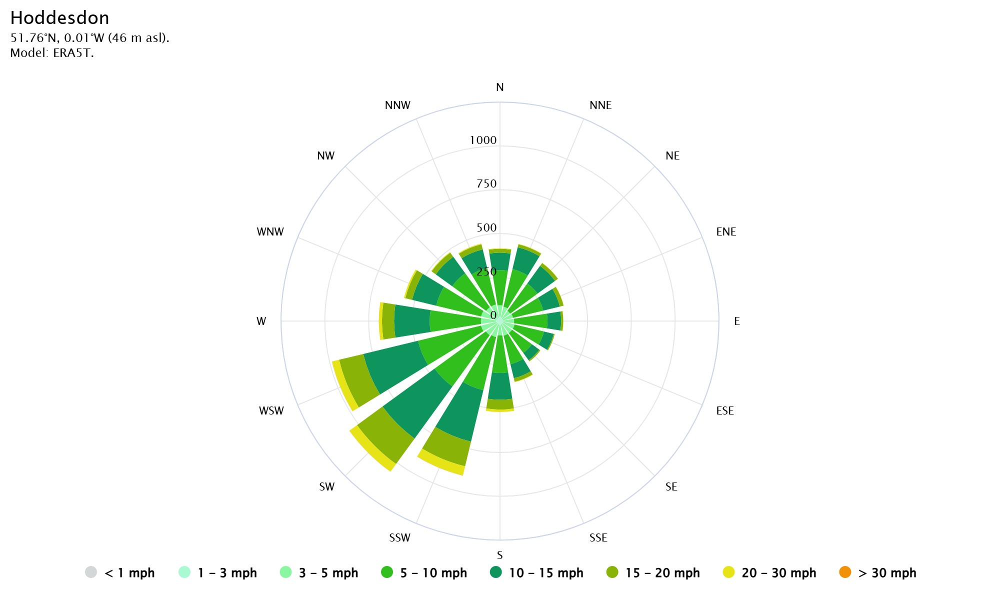 Hoddesdon
51.76°N, 0.01°W (46 m asl).
Model: ERA5T.
N
NNW
NNE
NW
NE
WNW
ENE
W
E
WSW
ESE
SW
SE
SSW
SSE
S
1000
750
500
250
0
< 1 mph
1 – 3 mph
3 – 5 mph
5 – 10 mph
10 – 15 mph
15 – 20 mph
20 – 30 mph
> 30 mph